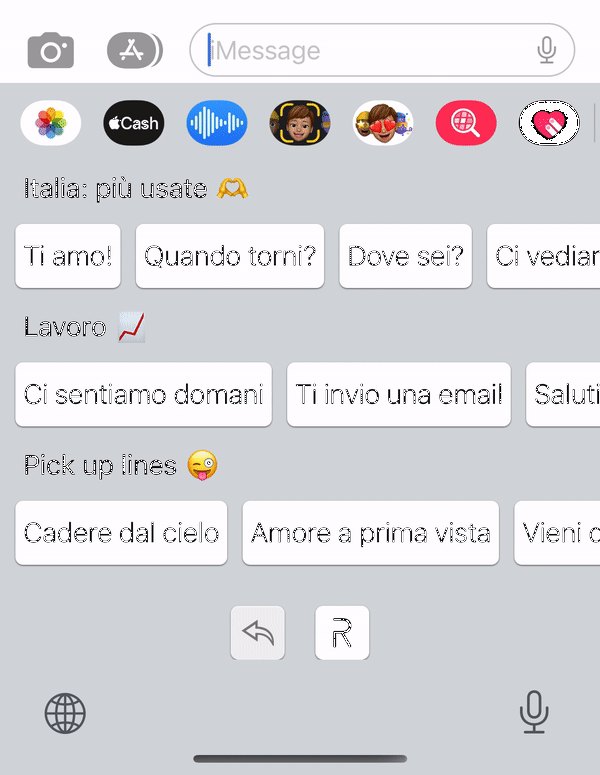 iMessage
Cash
Italia: più usate 🫶
Ti amo!
Quando torni?
Dove sei?
Ci vediar
Lavoro 📈
Ci sentiamo domani
Ti invio una email
Saluti
Pick up lines 😜
Cadere dal cielo
Amore a prima vista
Vieni
R